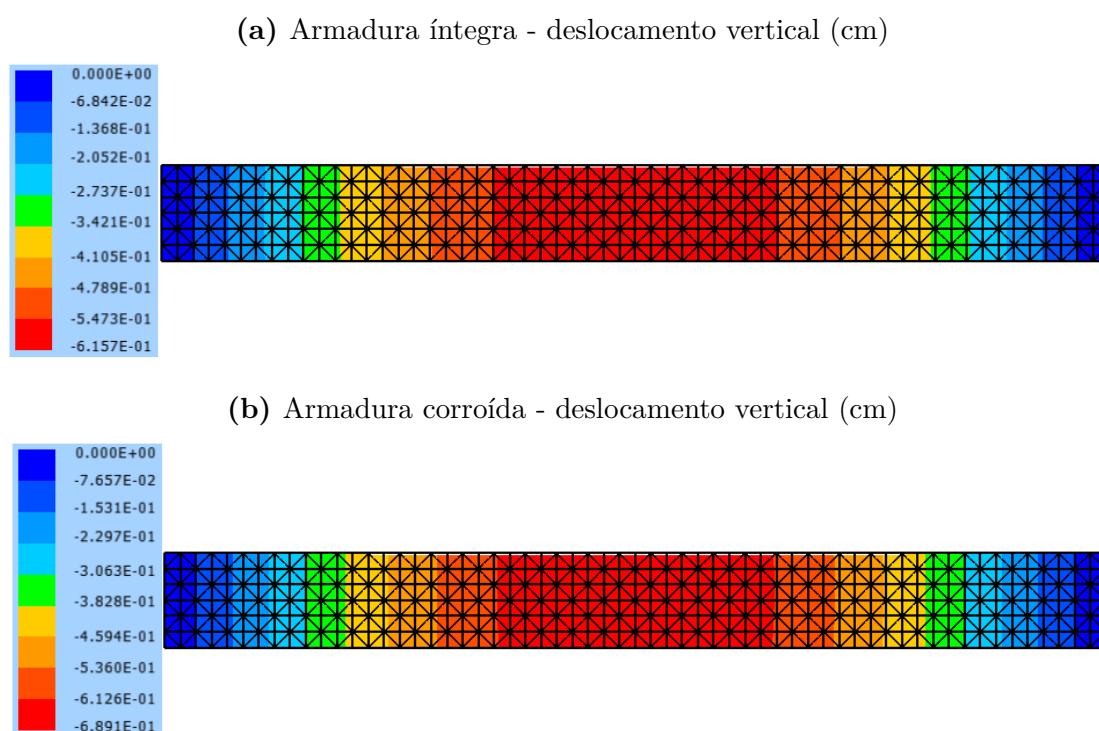 (a) Armadura íntegra - deslocamento vertical (cm)
0.000E+00
-6.842E-02
-1.368E-01
-2.052E-01
-2.737E-01
-3.421E-01
-4.105E-01
-4.789E-01
-5.473E-01
-6.157E-01
(b) Armadura corroída - deslocamento vertical (cm)
0.000E+00
-7.657E-02
-1.531E-01
-2.297E-01
-3.063E-01
-3.828E-01
-4.594E-01
-5.360E-01
-6.126E-01
-6.891E-01